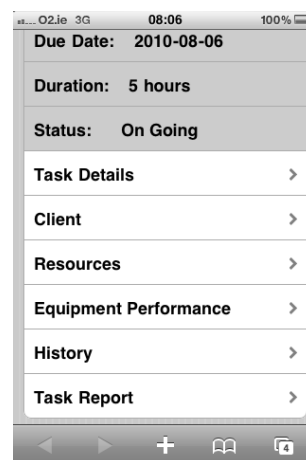 O2.ie 3G 08:06 100%
Due Date: 2010-08-06
Duration: 5 hours
Status: On Going
Task Details
Client
Resources
Equipment Performance
History
Task Report
4